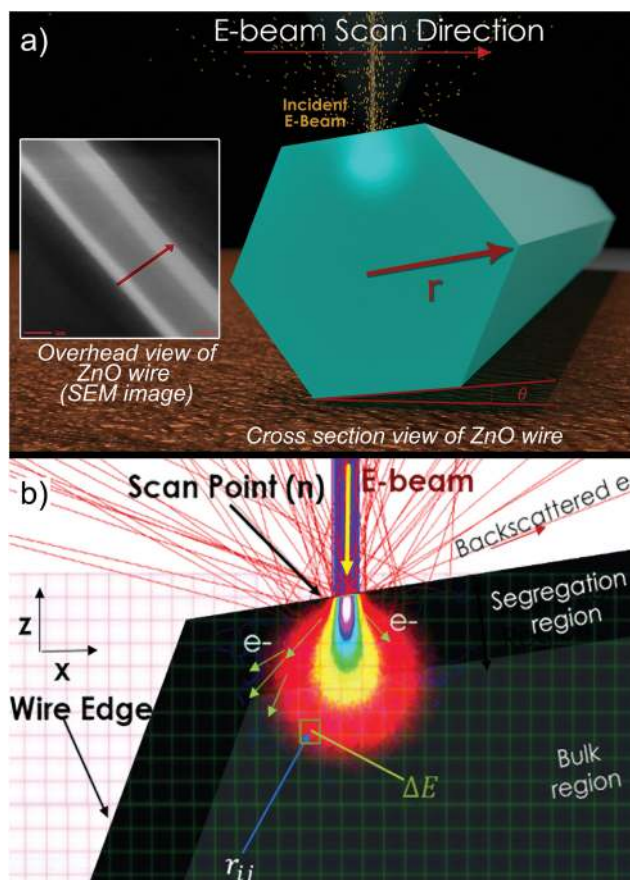 a)
E-beam Scan Direction
Incident
E-Beam
r
Overhead view of
ZnO wire
(SEM image)
θ
Cross section view of ZnO wire
b)
Scan Point (n)
E-beam
Backscattered e
Segregation
region
z
x
e-
e-
Wire Edge
ΔE
Bulk
region
r_ij